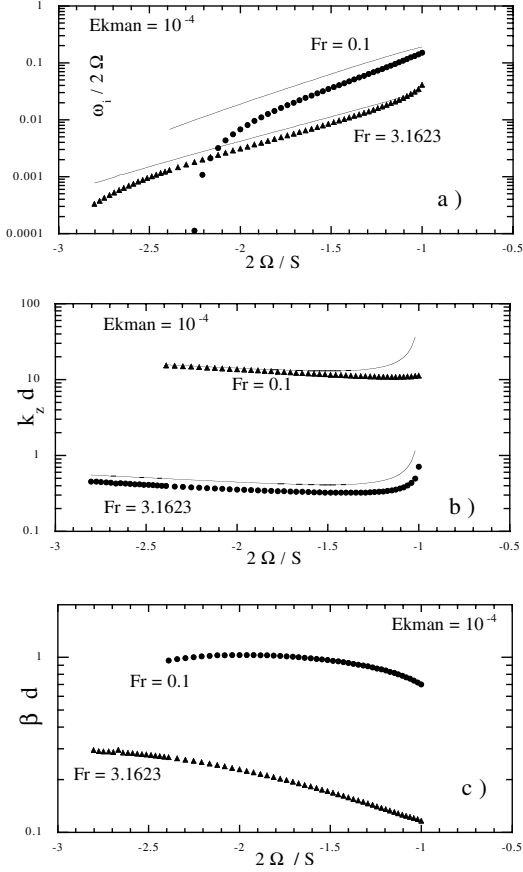 1
Ekman = 10⁻⁴
Fr = 0.1
0.1
ω_i / 2 Ω
0.01
Fr = 3.1623
0.001
a )
0.0001
-3 -2.5 -2 -1.5 -1 -0.5
2 Ω / S
100
Ekman = 10⁻⁴
10
Fr = 0.1
k_z d
1
Fr = 3.1623
b )
0.1
-3 -2.5 -2 -1.5 -1 -0.5
2 Ω / S
Ekman = 10⁻⁴
1
Fr = 0.1
β d
Fr = 3.1623
c )
0.1
-3 -2.5 -2 -1.5 -1 -0.5
2 Ω / S